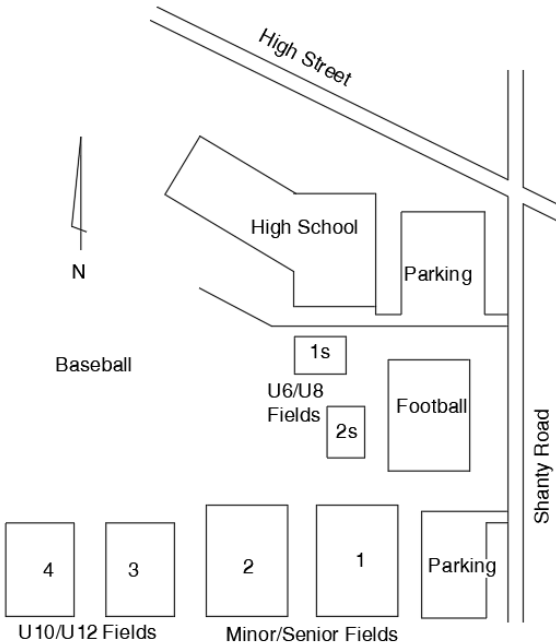 High Street
High School
Parking
N
1s
Baseball
U6/U8
Fields
Football
2s
Shanty Road
4
3
2
1
Parking
U10/U12 Fields
Minor/Senior Fields